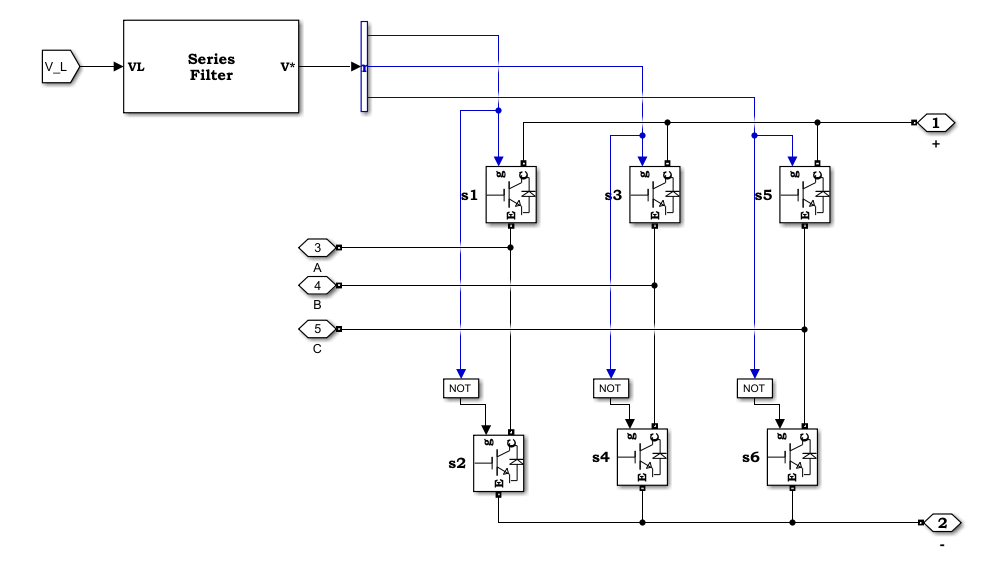 V_L
VL
Series
Filter
V*
1
+
g
C
s1
E
g
C
s3
E
g
C
s5
E
3
A
4
B
5
C
NOT
NOT
NOT
g
C
s2
E
g
C
s4
E
g
C
s6
E
2
-